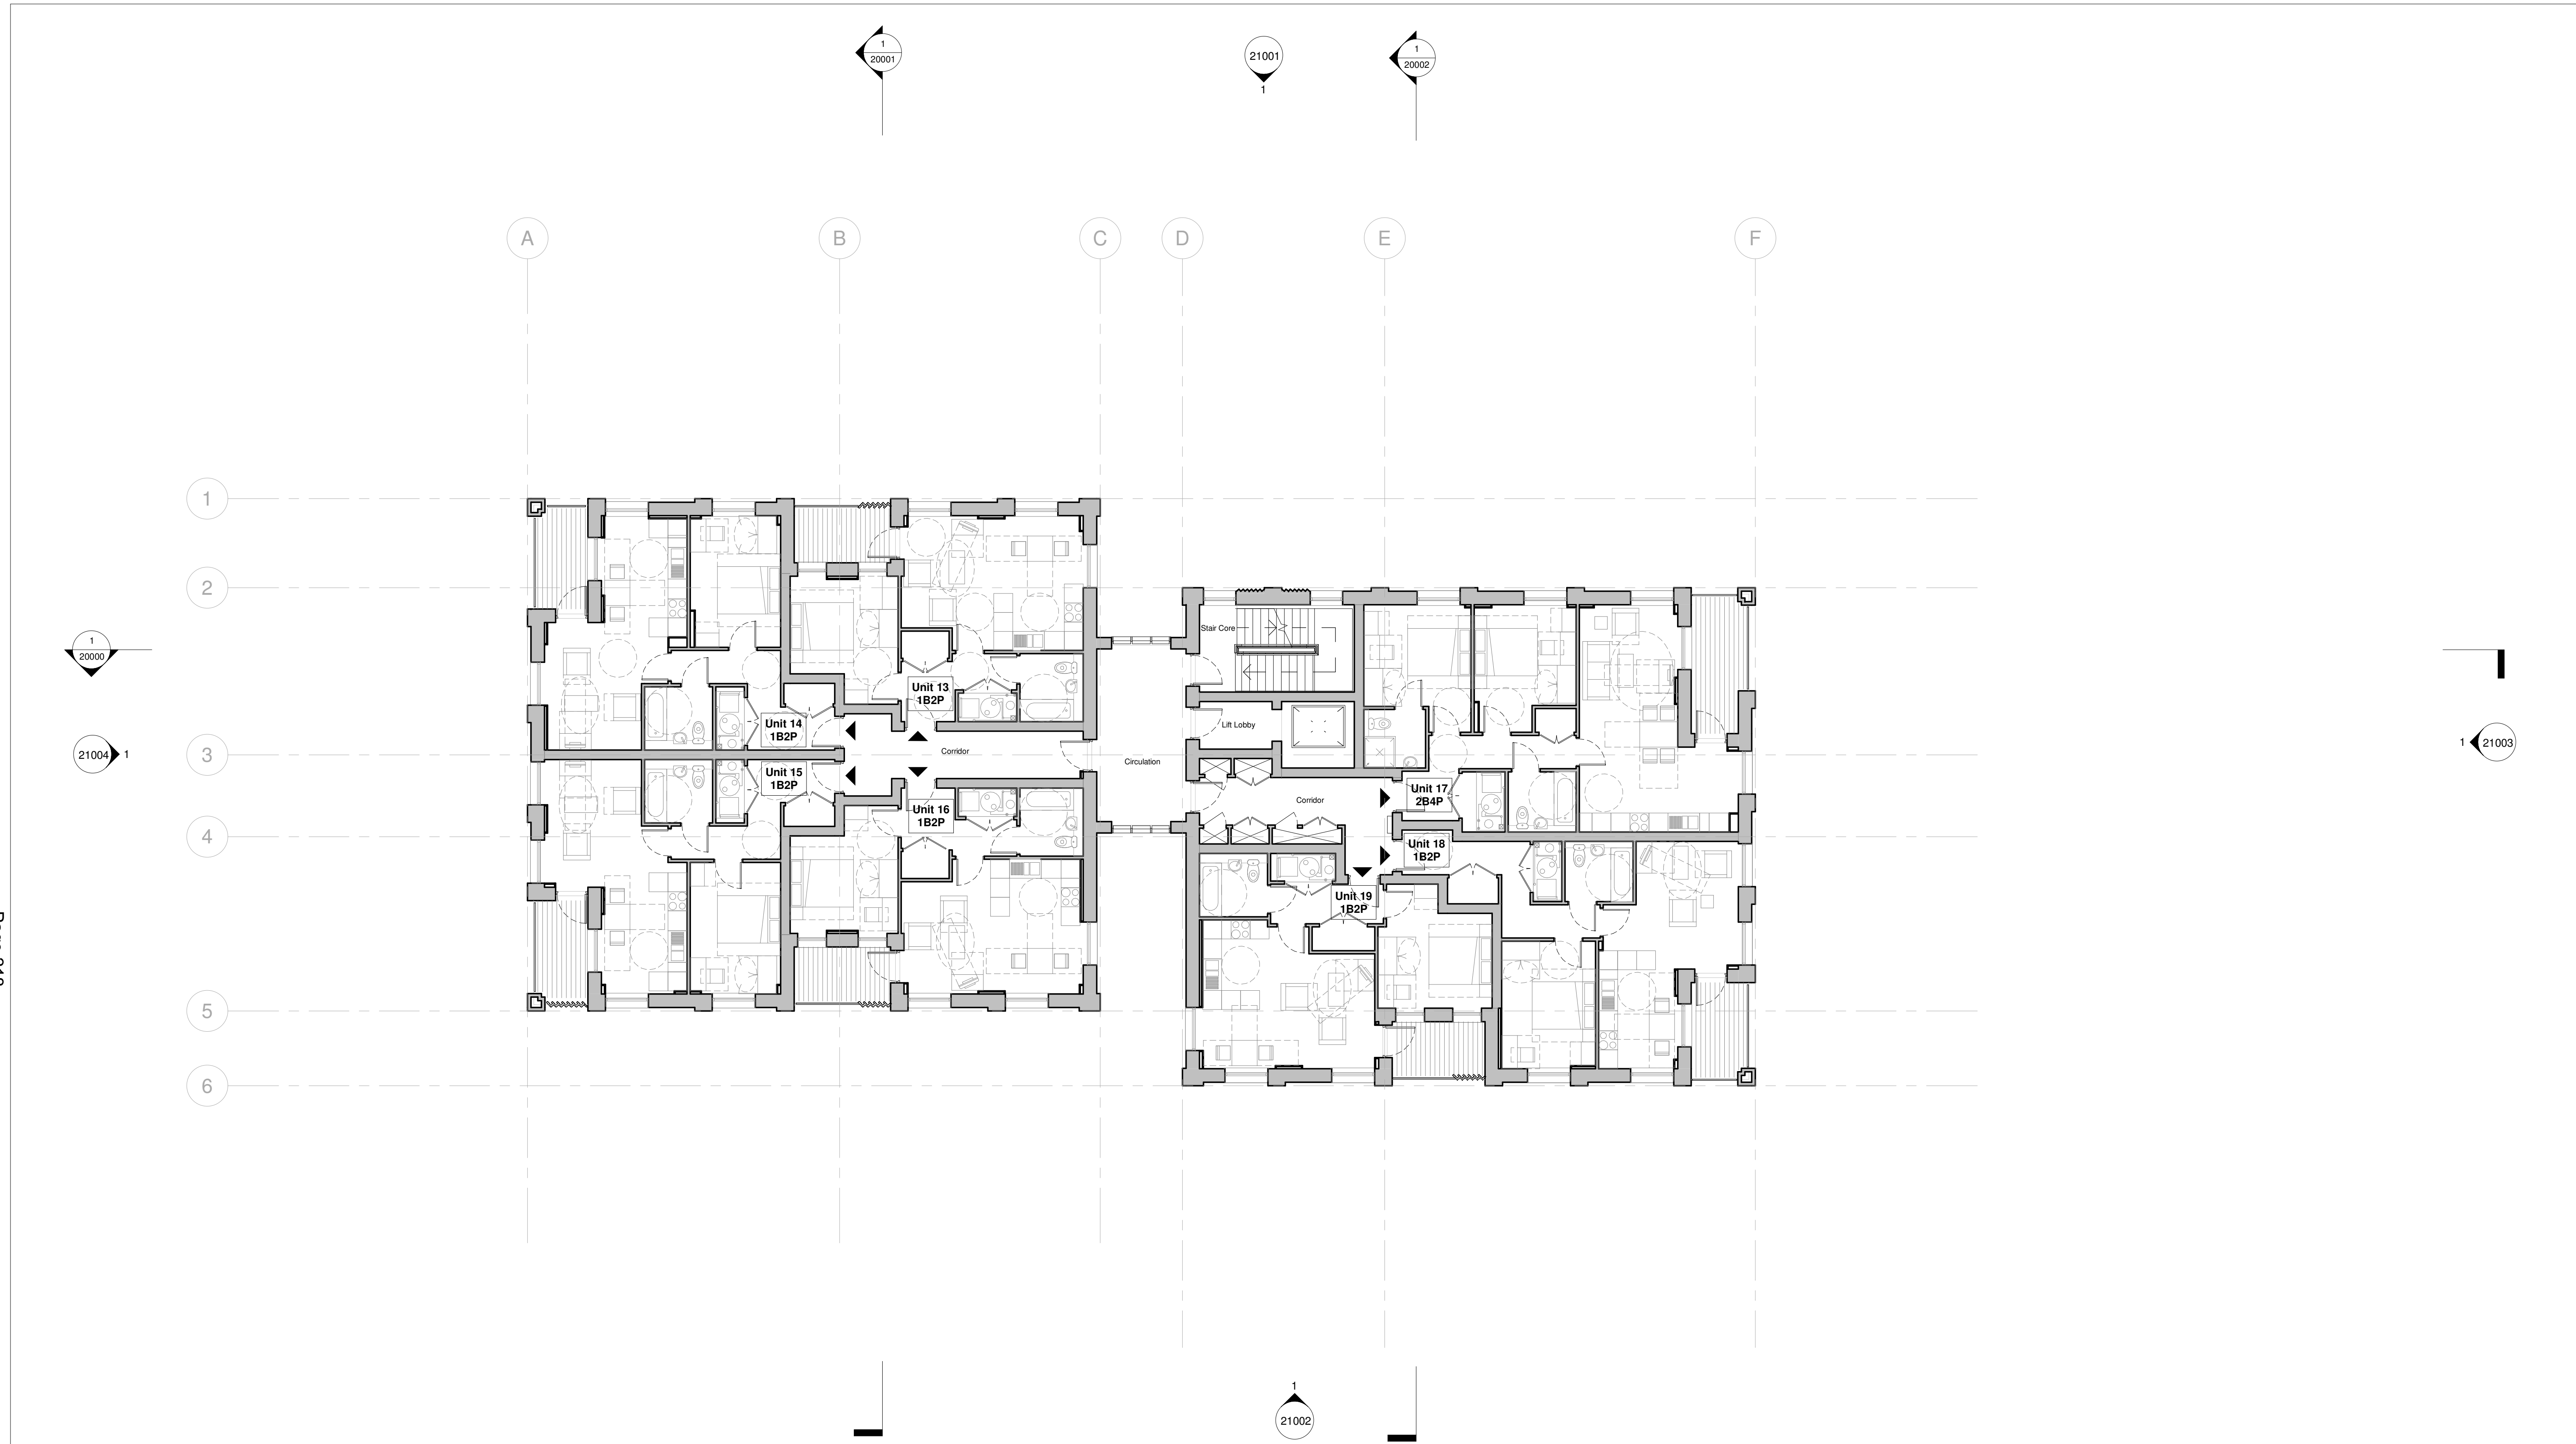 1
20001
21001
1
1
20002
A
B
C
D
E
F
1
2
3
4
5
6
1
20000
21004
1
1
21003
Stair Core
Unit 13
1B2P
Unit 14
1B2P
Lift Lobby
Corridor
Circulation
Unit 15
1B2P
Unit 16
1B2P
Corridor
Unit 17
2B4P
Unit 18
1B2P
Unit 19
1B2P
1
21002